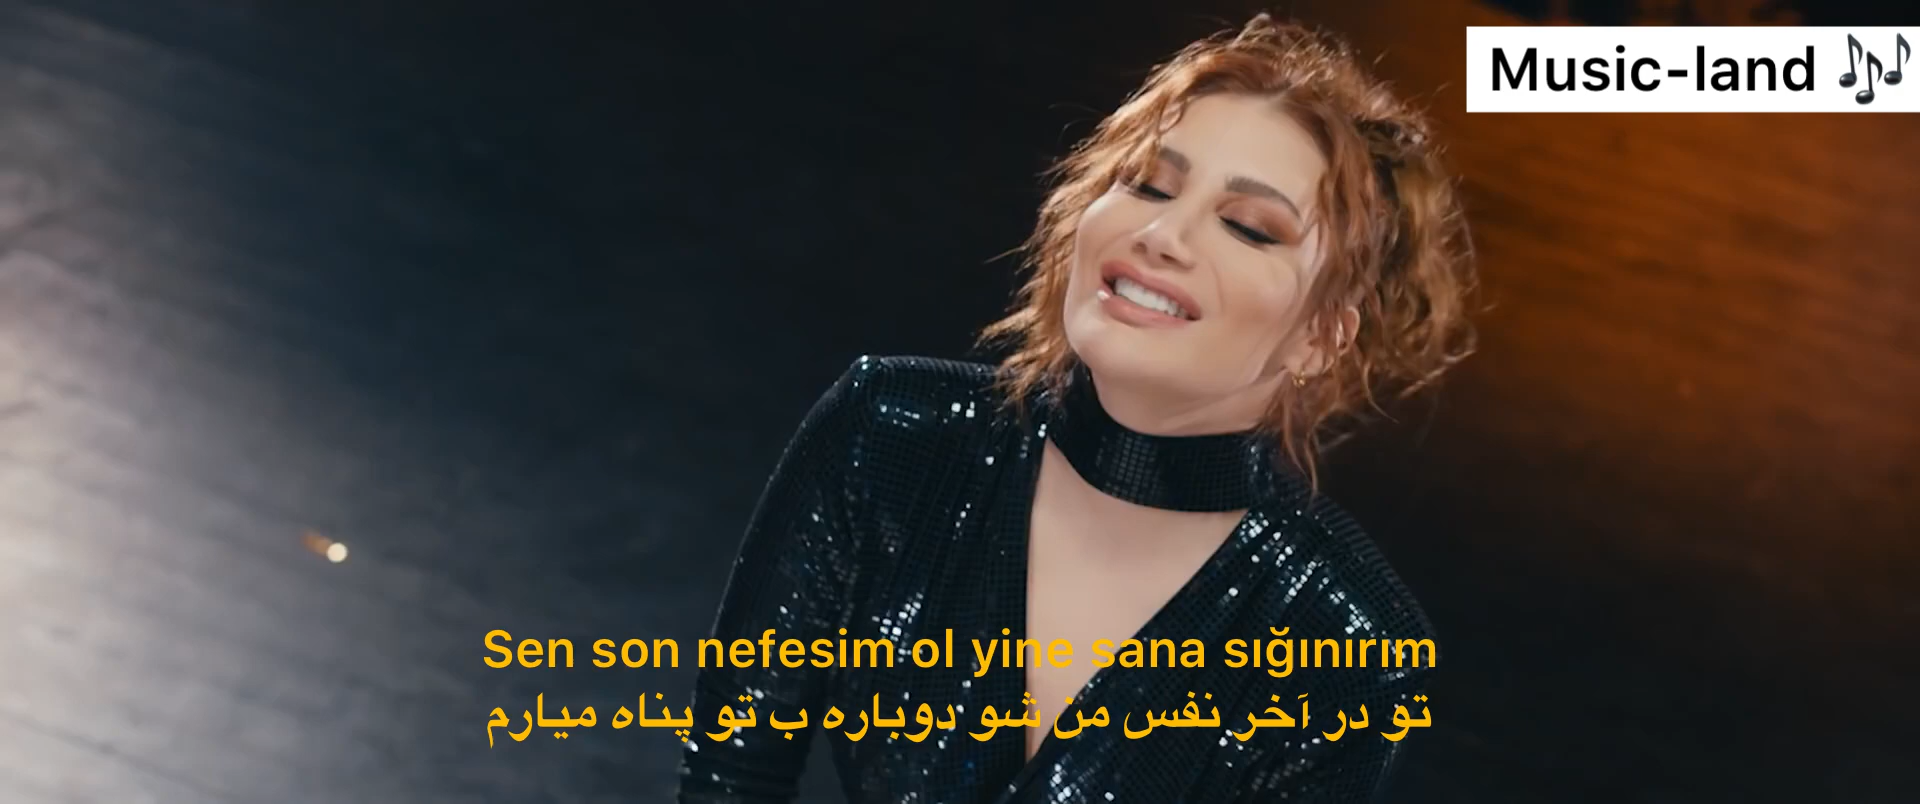 Music-land 🎶
Sen son nefesim ol yine sana sığınırım
تو در آخر نفس من شو دوباره ب تو پناه میارم